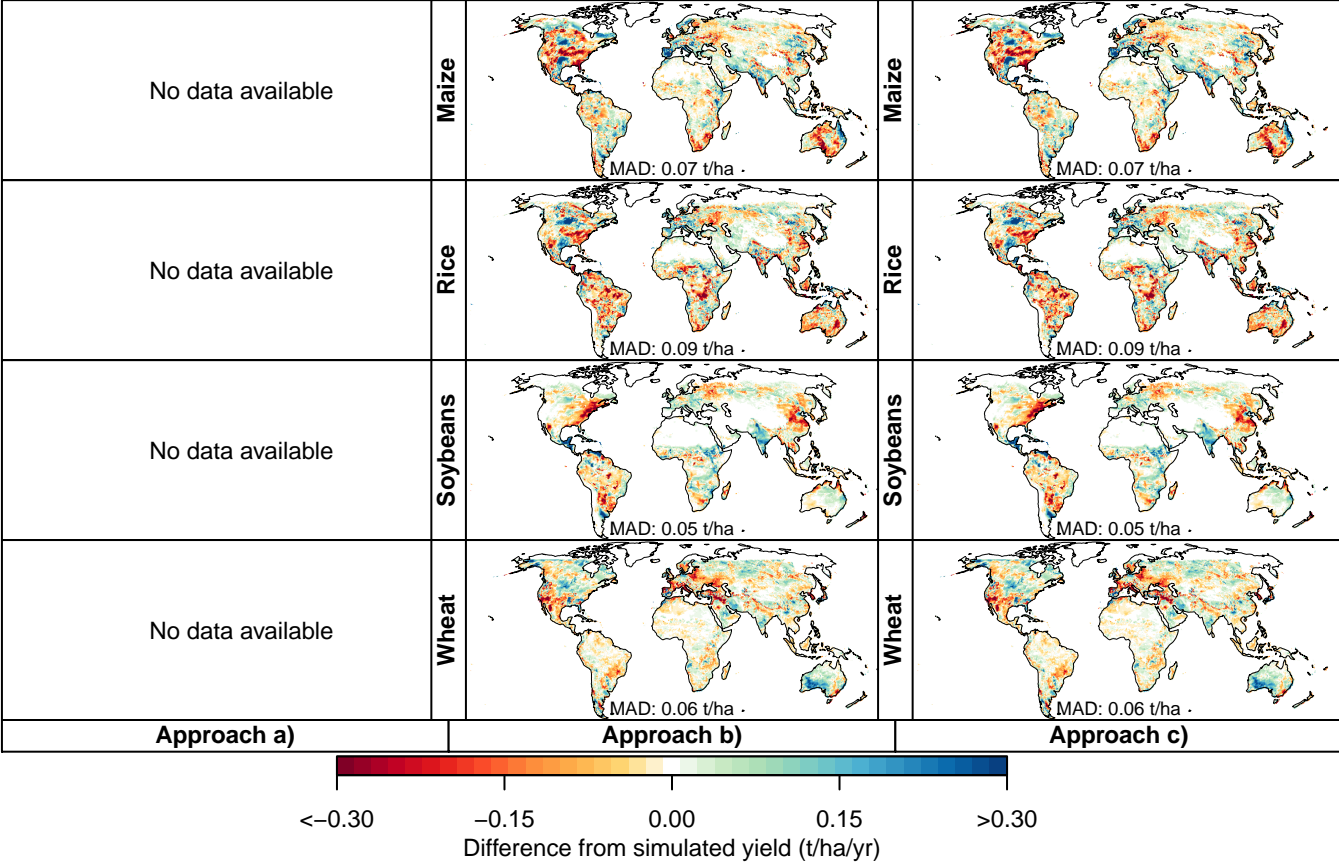 No data available
Maize
MAD: 0.07 t/ha
Maize
MAD: 0.07 t/ha
No data available
Rice
MAD: 0.09 t/ha
Rice
MAD: 0.09 t/ha
No data available
Soybeans
MAD: 0.05 t/ha
Soybeans
MAD: 0.05 t/ha
No data available
Wheat
MAD: 0.06 t/ha
Wheat
MAD: 0.06 t/ha
Approach a) Approach b) Approach c)
<−0.30 −0.15 0.00 0.15 >0.30
Difference from simulated yield (t/ha/yr)